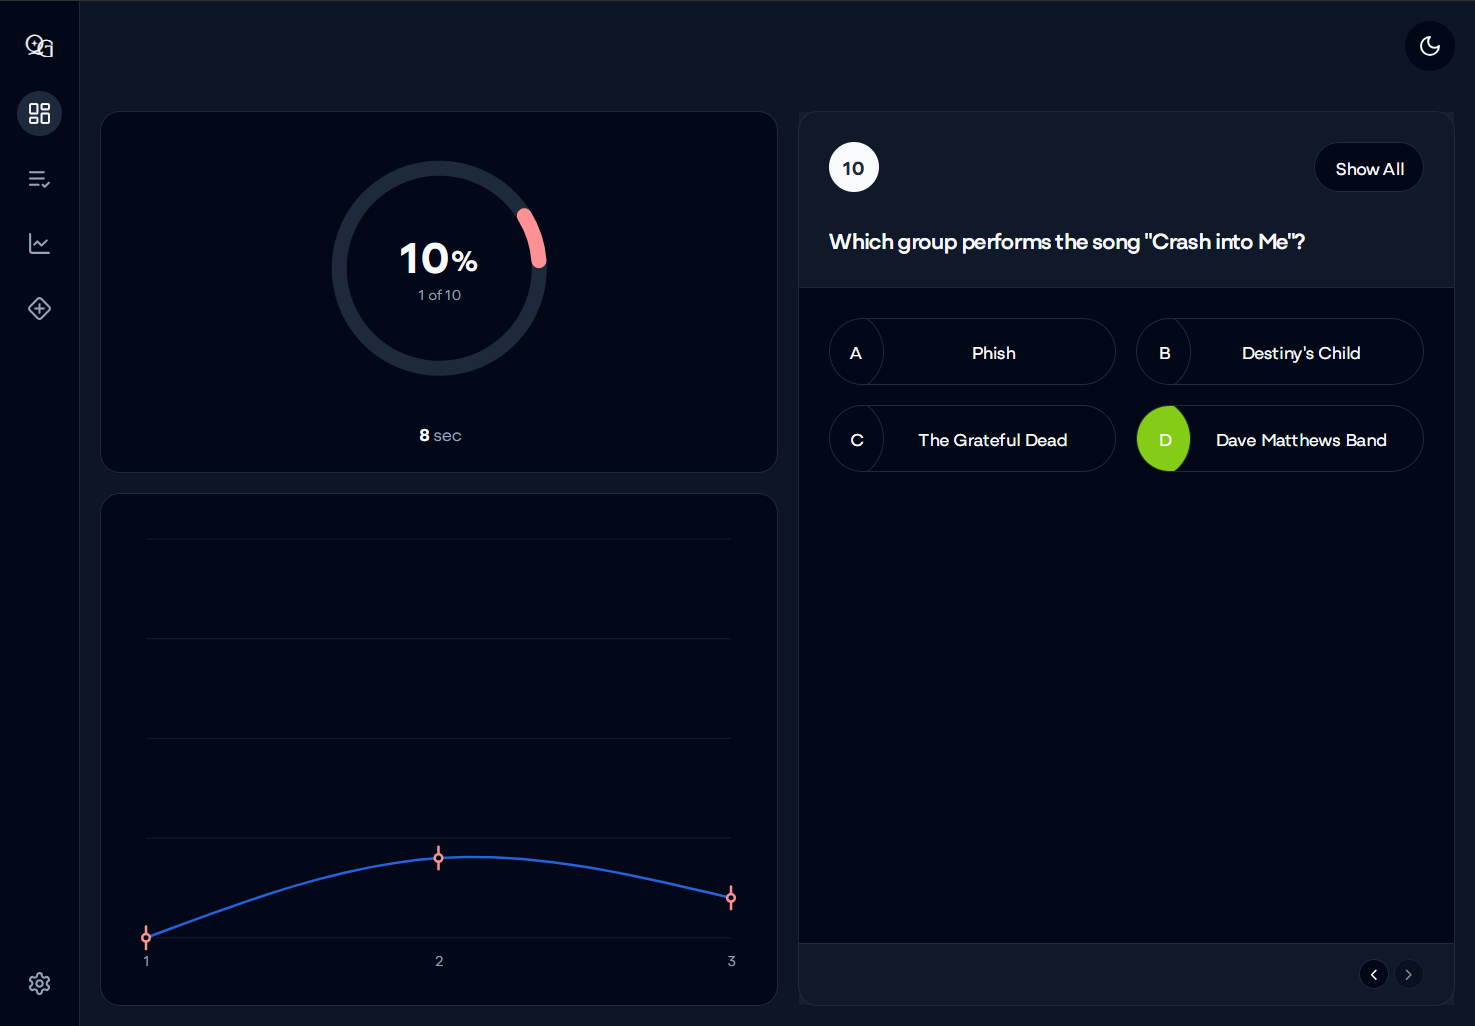 10%
1 of 10
8 sec
1 2 3
10
Show All
Which group performs the song "Crash into Me"?
A Phish
B Destiny's Child
C The Grateful Dead
D Dave Matthews Band